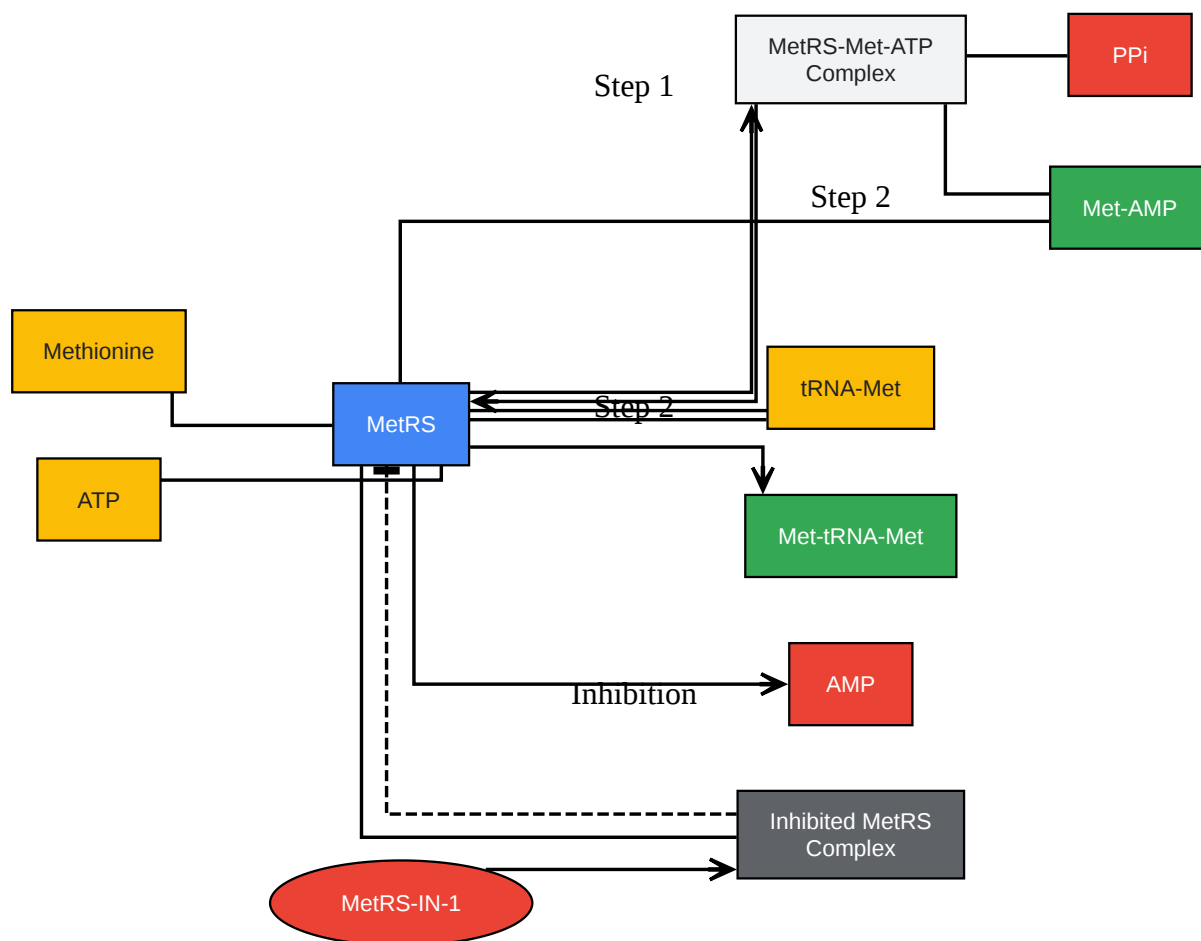 MetRS-Met-ATP
Complex
PPi
Step 1
Step 2
Met-AMP
Methionine
tRNA-Met
Step 2
MetRS
ATP
Met-tRNA-Met
AMP
Inhibition
Inhibited MetRS
Complex
MetRS-IN-1